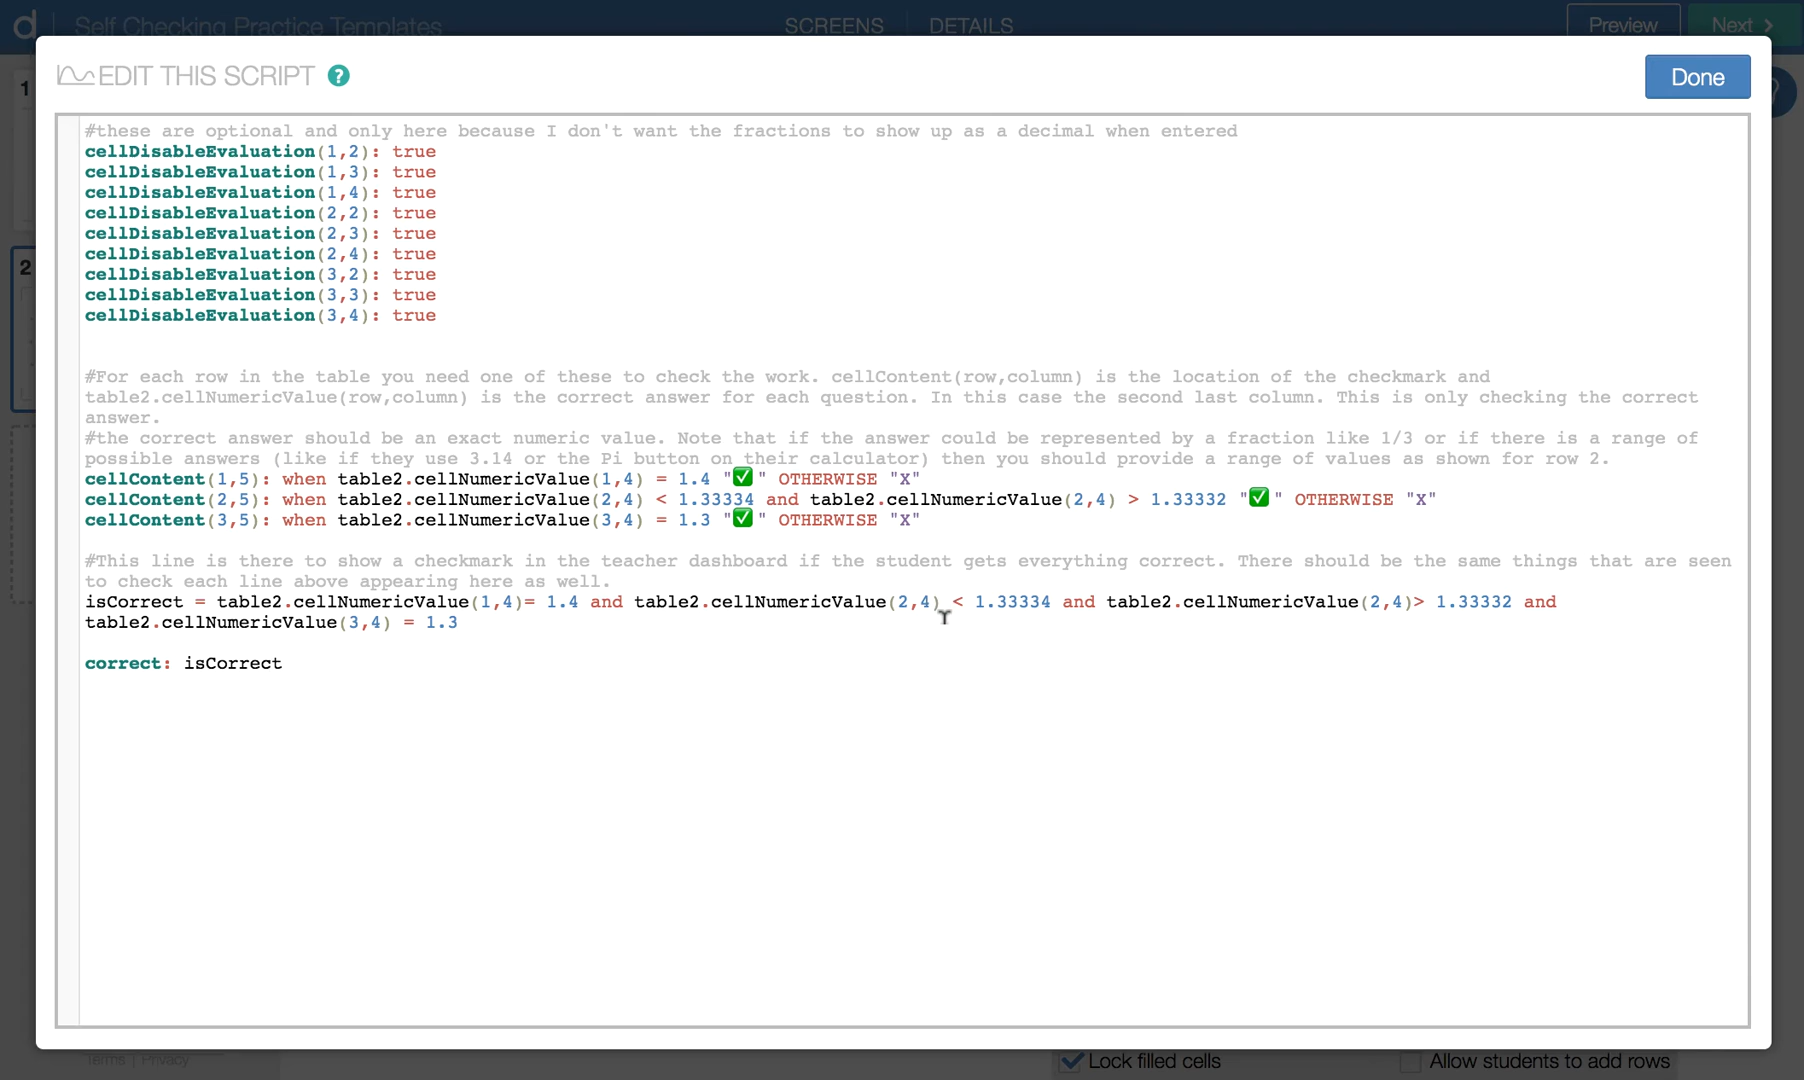 d Self Checking Practice Templates SCREENS DETAILS Preview Next >
EDIT THIS SCRIPT ?
Done
1
2
#these are optional and only here because I don't want the fractions to show up as a decimal when entered
cellDisableEvaluation(1,2): true
cellDisableEvaluation(1,3): true
cellDisableEvaluation(1,4): true
cellDisableEvaluation(2,2): true
cellDisableEvaluation(2,3): true
cellDisableEvaluation(2,4): true
cellDisableEvaluation(3,2): true
cellDisableEvaluation(3,3): true
cellDisableEvaluation(3,4): true
#For each row in the table you need one of these to check the work. cellContent(row,column) is the location of the checkmark and
table2.cellNumericValue(row,column) is the correct answer for each question. In this case the second last column. This is only checking the correct
answer.
#the correct answer should be an exact numeric value. Note that if the answer could be represented by a fraction like 1/3 or if there is a range of
possible answers (like if they use 3.14 or the Pi button on their calculator) then you should provide a range of values as shown for row 2.
cellContent(1,5): when table2.cellNumericValue(1,4) = 1.4 "✅" OTHERWISE "X"
cellContent(2,5): when table2.cellNumericValue(2,4) < 1.33334 and table2.cellNumericValue(2,4) > 1.33332 "✅" OTHERWISE "X"
cellContent(3,5): when table2.cellNumericValue(3,4) = 1.3 "✅" OTHERWISE "X"
#This line is there to show a checkmark in the teacher dashboard if the student gets everything correct. There should be the same things that are seen
to check each line above appearing here as well.
isCorrect = table2.cellNumericValue(1,4)= 1.4 and table2.cellNumericValue(2,4) < 1.33334 and table2.cellNumericValue(2,4)> 1.33332 and
table2.cellNumericValue(3,4) = 1.3
correct: isCorrect
Terms | Privacy
Lock filled cells
Allow students to add rows